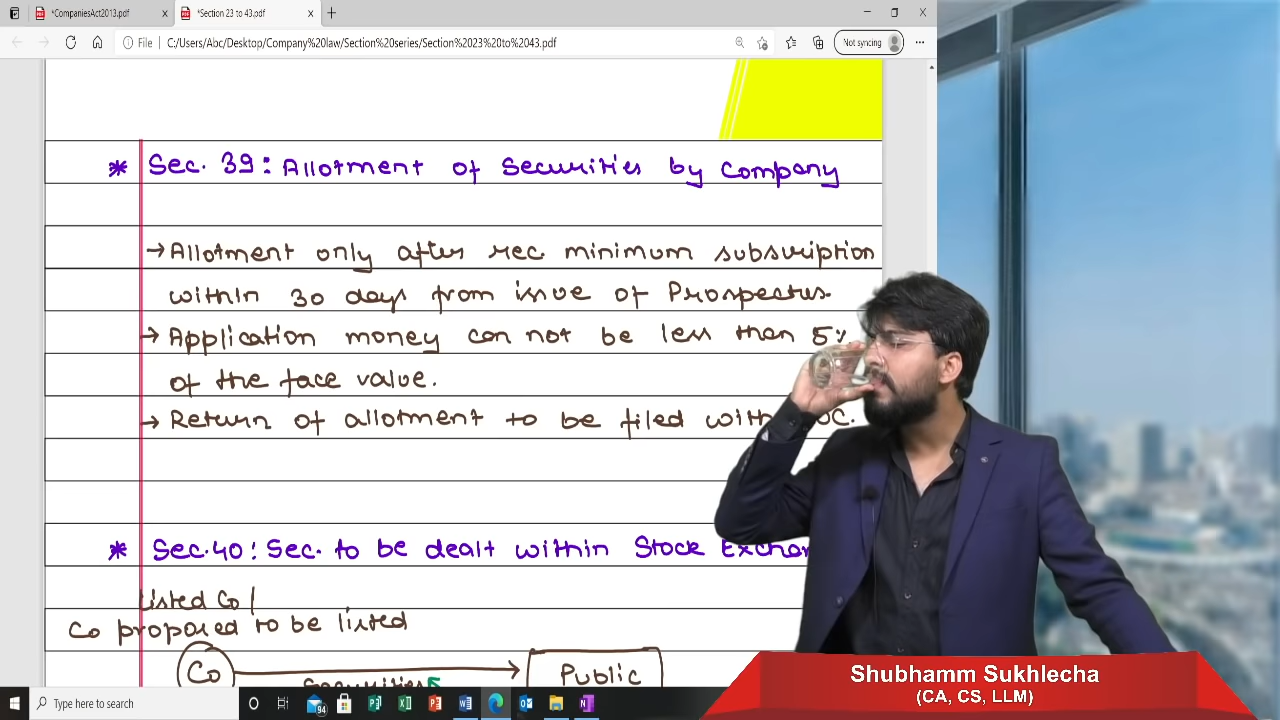 *CompaniesAct2013.pdf
*Section 23 to 43.pdf
File
C:/Users/Abc/Desktop/Company%20law/Section%20series/Section%2023%20to%2043.pdf
Not syncing
* Sec. 39: Allotment of Securities by Company
→ Allotment only after rec. minimum subscription
within 30 days from issue of Prospectus.
→ Application money can not be less than 5%
of the face value.
→ Return of allotment to be filed with
* Sec.40: Sec. to be dealt within Stock
Listed Co /
Co proposed to be listed
Co
Securities
Public
Shubhamm Sukhlecha
(CA, CS, LLM)
Type here to search
94